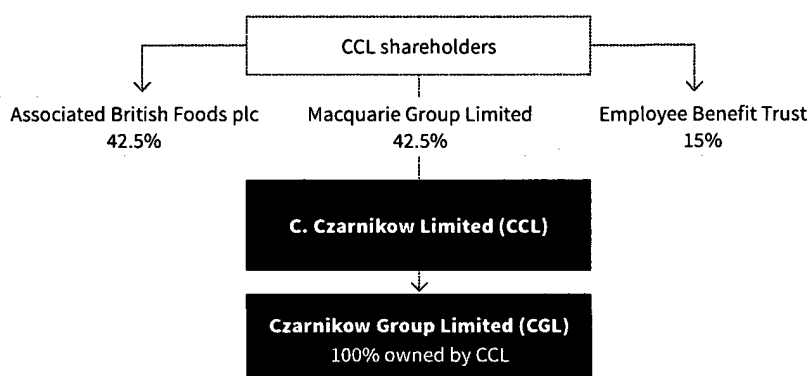 CCL shareholders
Associated British Foods plc
42.5%
Macquarie Group Limited
42.5%
Employee Benefit Trust
15%
C. Czarnikow Limited (CCL)
Czarnikow Group Limited (CGL)
100% owned by CCL